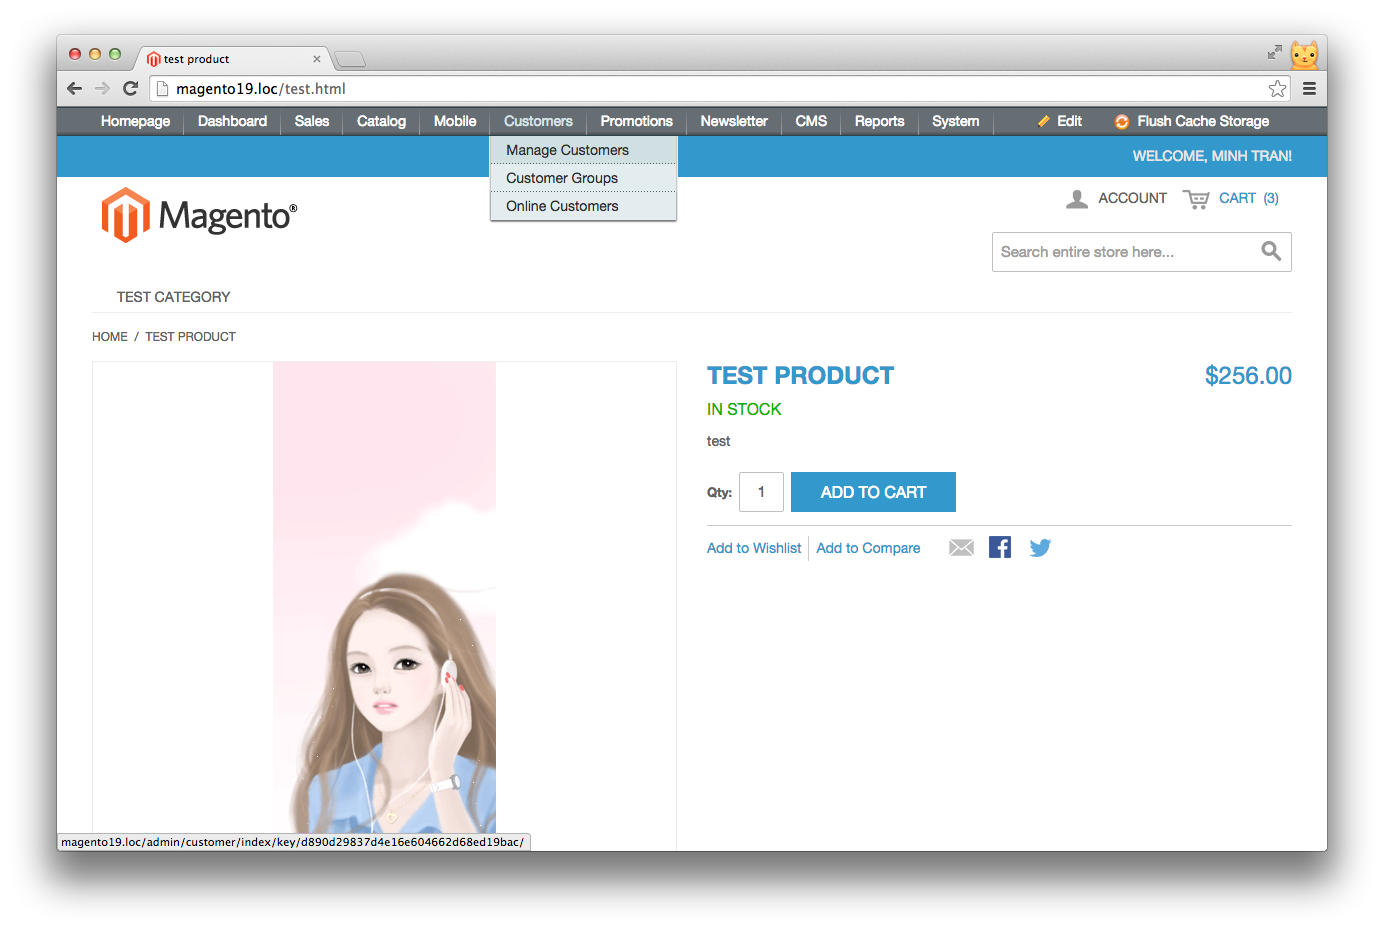 test product
magento19.loc/test.html
Homepage Dashboard Sales Catalog Mobile Customers Promotions Newsletter CMS Reports System Edit Flush Cache Storage
Manage Customers
Customer Groups
Online Customers
WELCOME, MINH TRAN!
Magento®
ACCOUNT CART (3)
Search entire store here...
TEST CATEGORY
HOME / TEST PRODUCT
TEST PRODUCT $256.00
IN STOCK
test
Qty: 1 ADD TO CART
Add to Wishlist Add to Compare
magento19.loc/admin/customer/index/key/d890d29837d4e16e604662d68ed19bac/